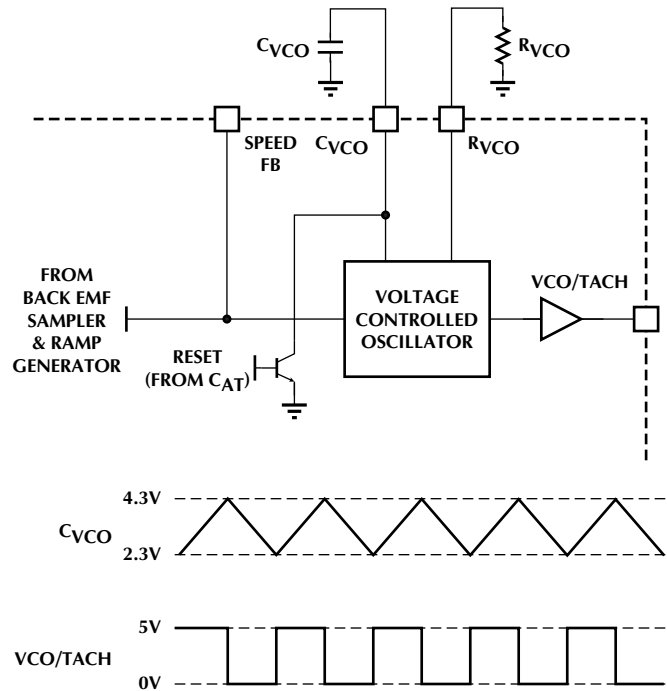 CVCO
RVCO
SPEED
FB
CVCO
RVCO
FROM
BACK EMF
SAMPLER
& RAMP
GENERATOR
VOLTAGE
CONTROLLED
OSCILLATOR
VCO/TACH
RESET
(FROM CAT)
4.3V
CVCO
2.3V
5V
VCO/TACH
0V